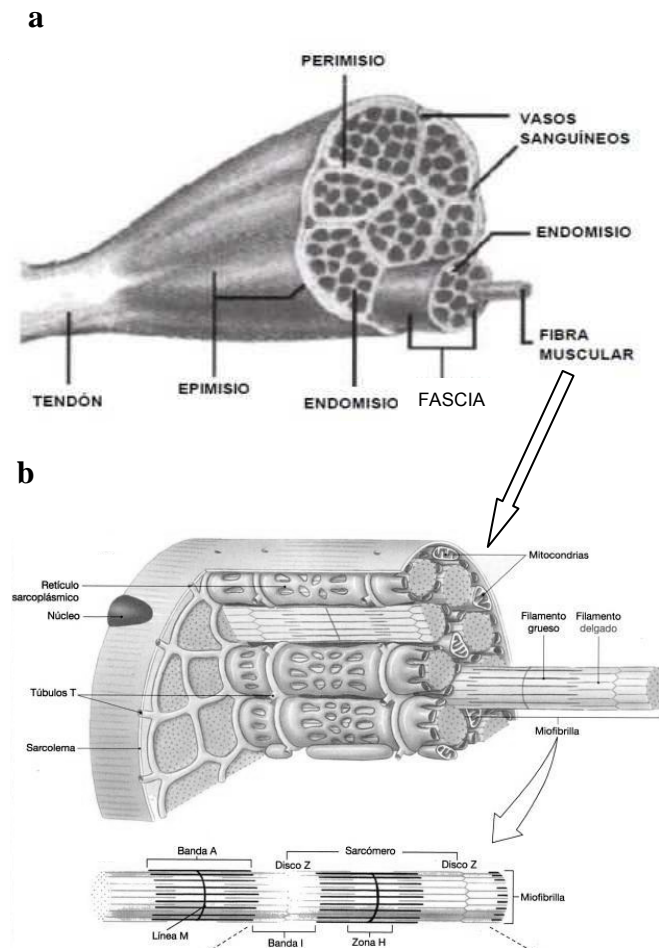 a
PERIMISIO
VASOS
SANGUÍNEOS
ENDOMISIO
FIBRA
MUSCULAR
TENDÓN
EPIMISIO
ENDOMISIO
FASCIA
b
Mitocondrias
Retículo
sarcoplásmico
Núcleo
Filamento
grueso
Filamento
delgado
Túbulos T
Sarcolema
Miofibrilla
Banda A
Sarcómero
Disco Z
Disco Z
Miofibrilla
Línea M
Banda I
Zona H